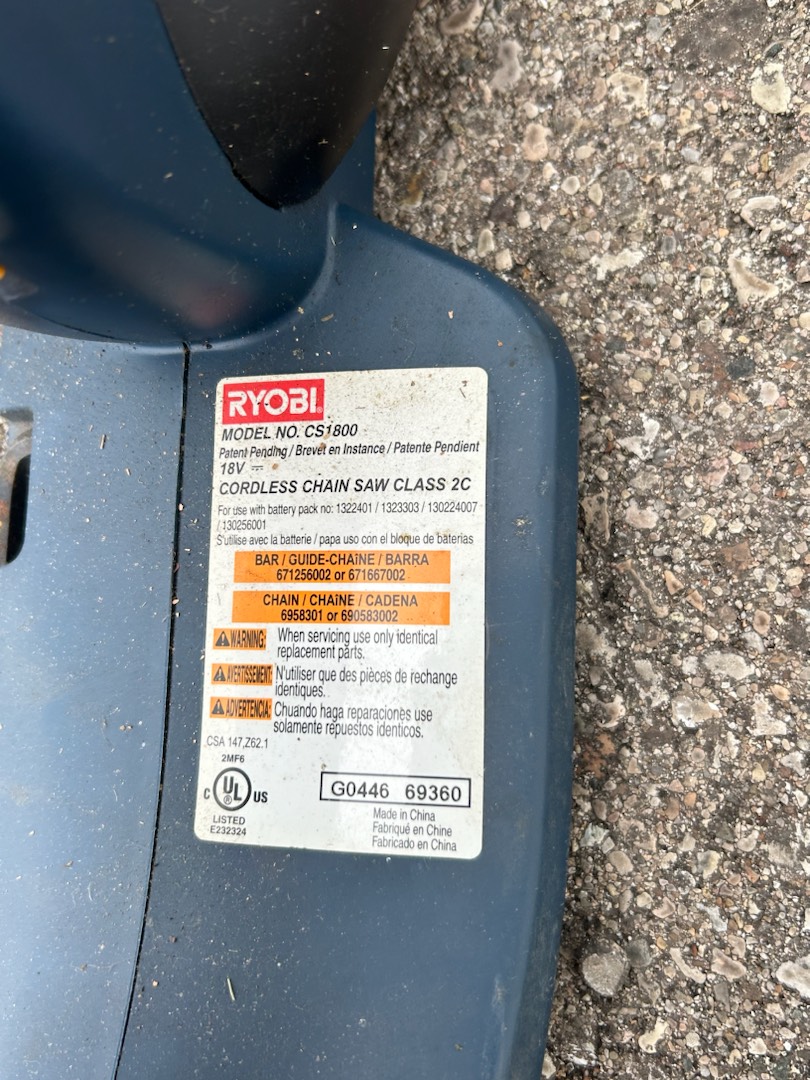 RYOBI®
MODEL NO. CS1800
Patent Pending / Brevet en Instance / Patente Pendient
18V ⎓
CORDLESS CHAIN SAW CLASS 2C
For use with battery pack no: 1322401 / 1323303 / 130224007
/ 130256001
S'utilise avec la batterie / papa uso con el bloque de baterias
BAR / GUIDE-CHAîNE / BARRA
671256002 or 671667002
CHAIN / CHAîNE / CADENA
6958301 or 690583002
WARNING: When servicing use only identical
replacement parts.
AVERTISSEMENT: N'utiliser que des pièces de rechange
identiques.
ADVERTENCIA: Chuando haga reparaciones use
solamente repuestos identicos.
CSA 147,Z62.1
2MF6
C UL US
LISTED
E232324
G0446 69360
Made in China
Fabriqué en Chine
Fabricado en China